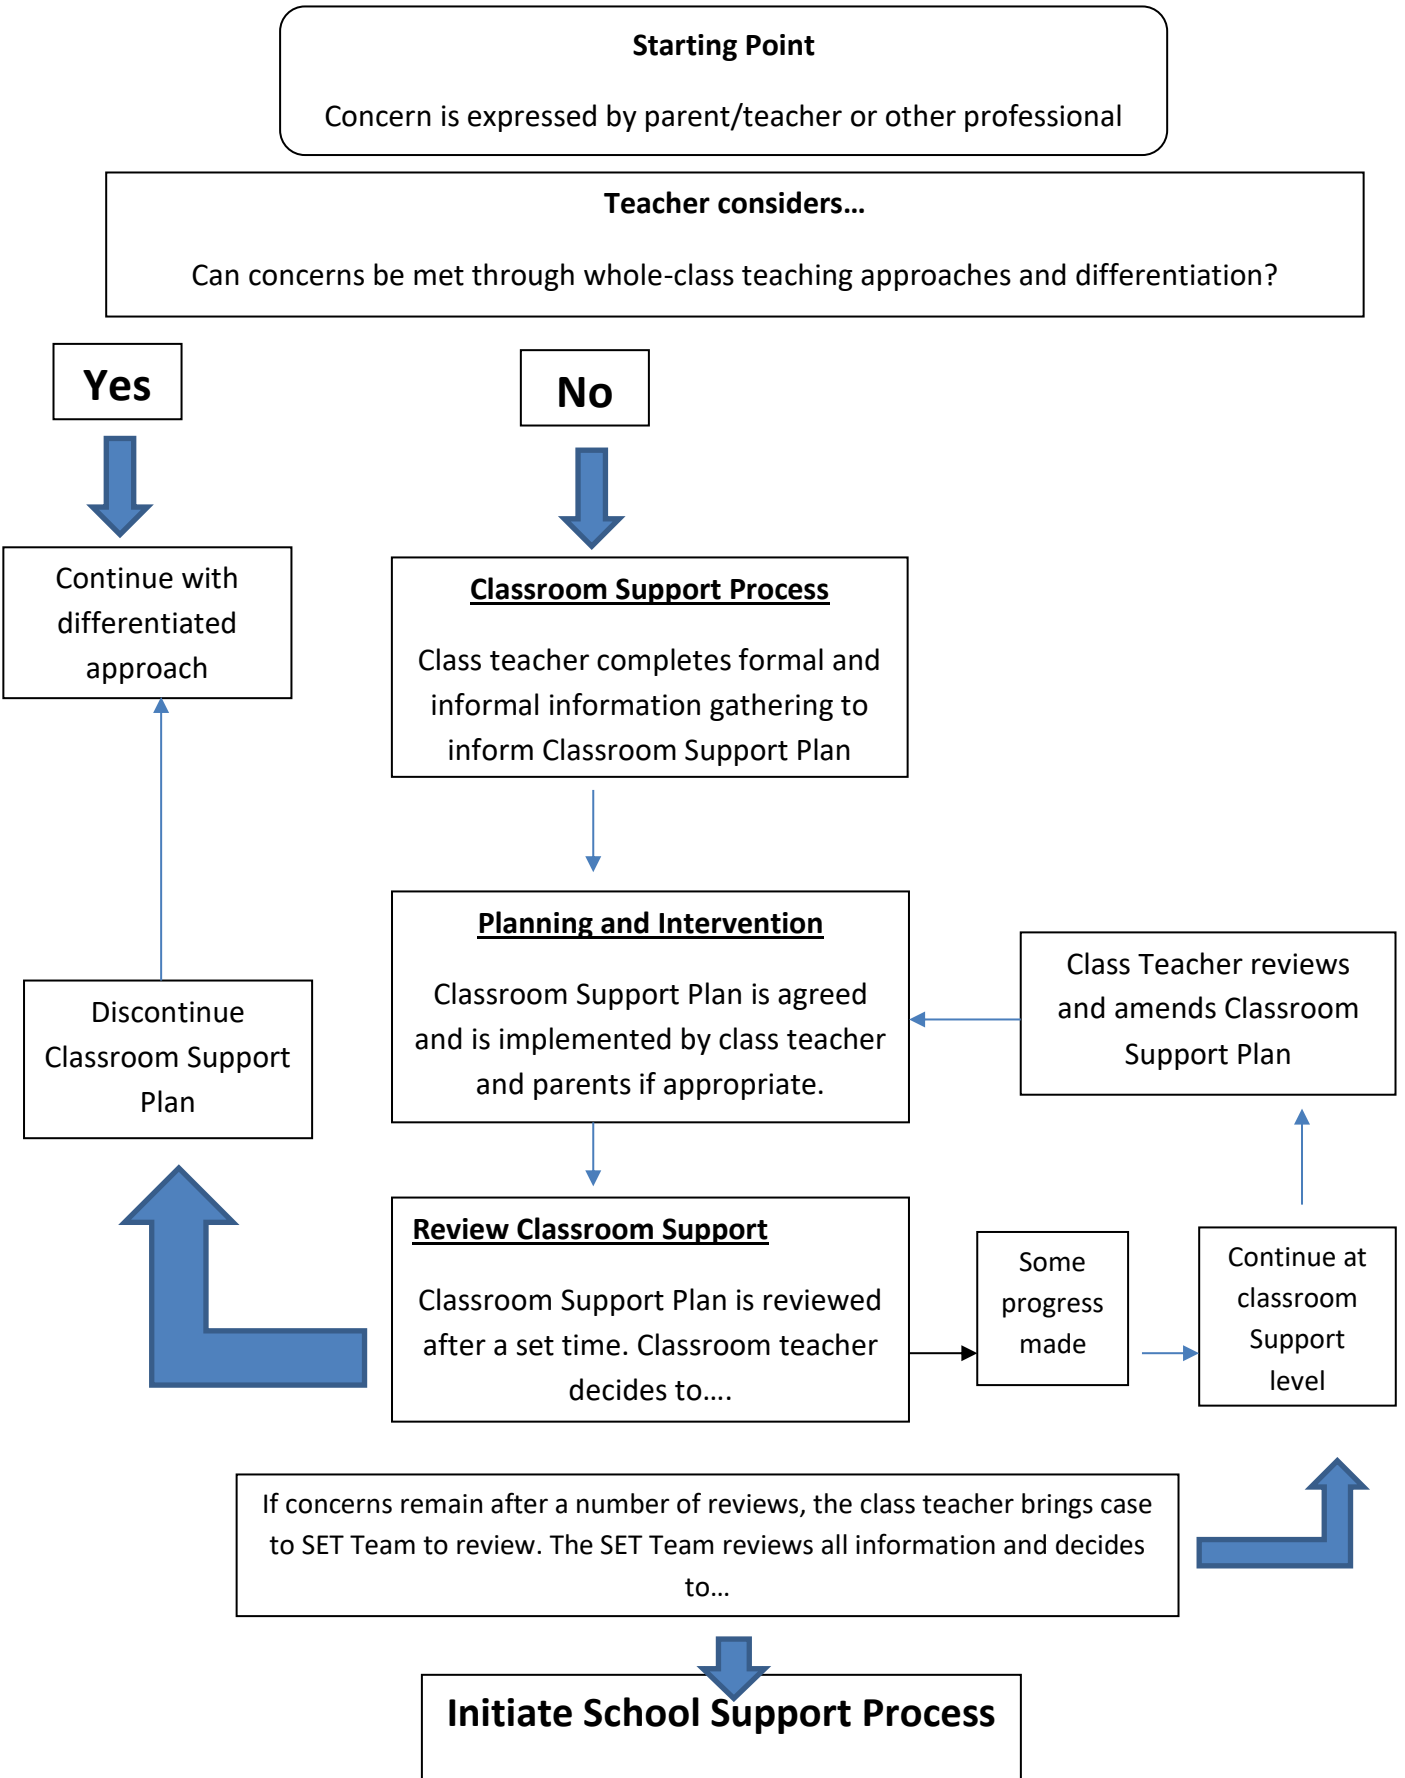 Starting Point
Concern is expressed by parent/teacher or other professional
Teacher considers…
Can concerns be met through whole-class teaching approaches and differentiation?
Yes
No
Continue with
differentiated
approach
Classroom Support Process
Class teacher completes formal and
informal information gathering to
inform Classroom Support Plan
Planning and Intervention
Classroom Support Plan is agreed
and is implemented by class teacher
and parents if appropriate.
Class Teacher reviews
and amends Classroom
Support Plan
Discontinue
Classroom Support
Plan
Review Classroom Support
Classroom Support Plan is reviewed
after a set time. Classroom teacher
decides to….
Some
progress
made
Continue at
classroom
Support
level
If concerns remain after a number of reviews, the class teacher brings case
to SET Team to review. The SET Team reviews all information and decides
to…
Initiate School Support Process